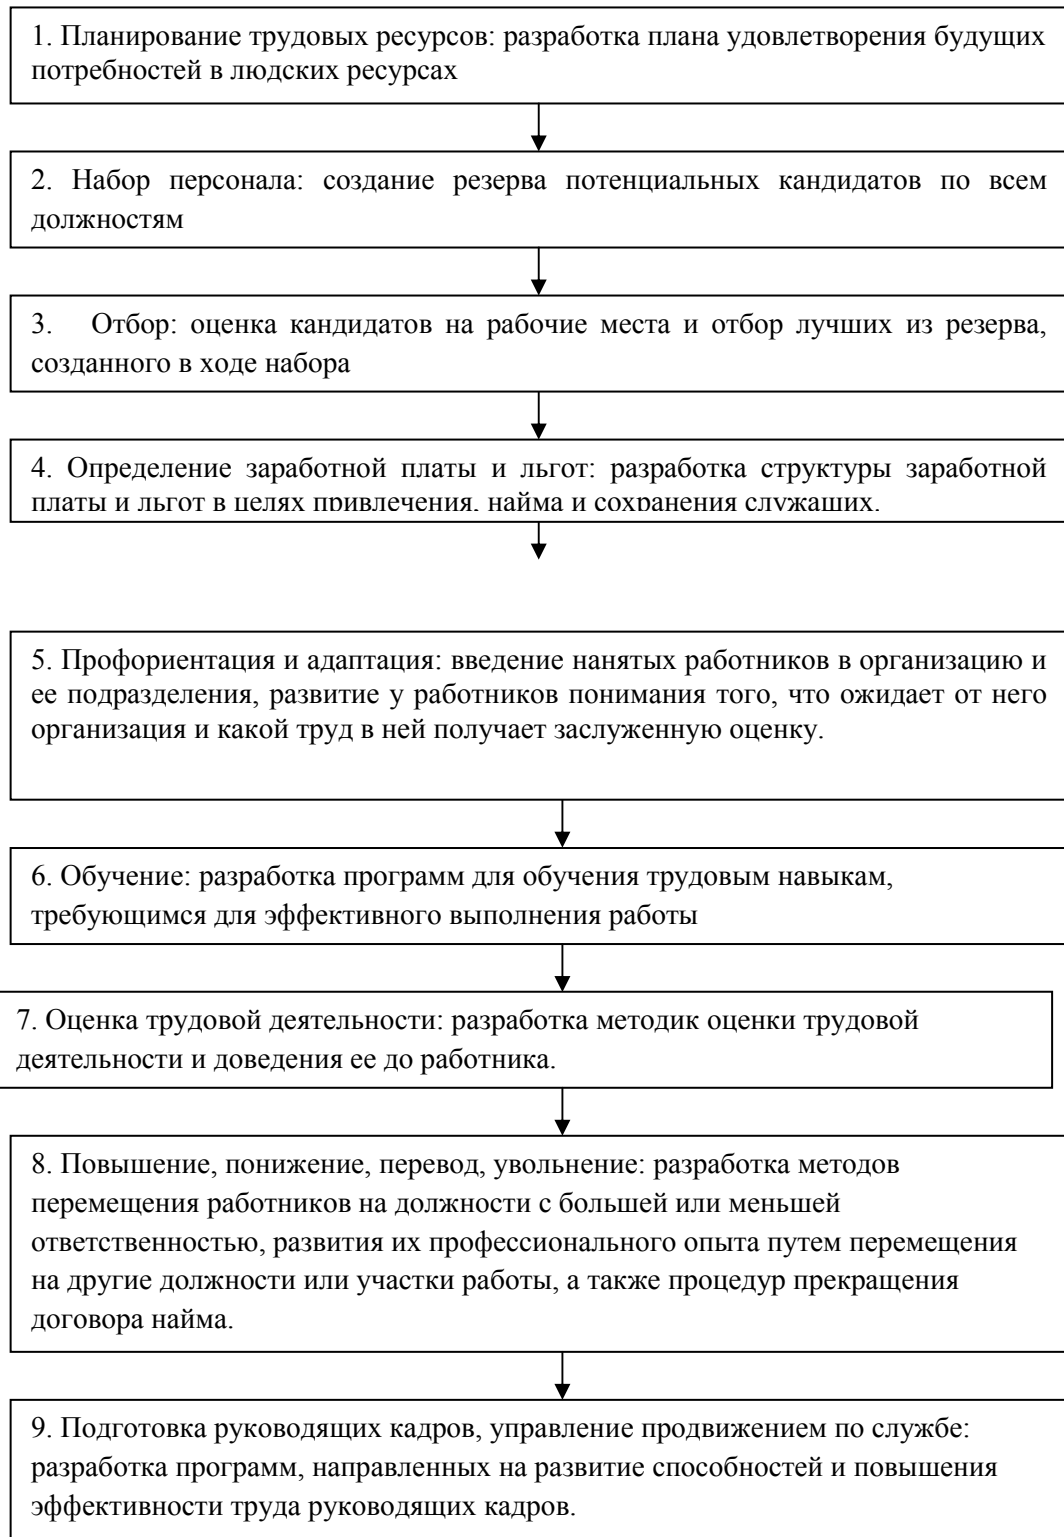 1. Планирование трудовых ресурсов: разработка плана удовлетворения будущих
потребностей в людских ресурсах
2. Набор персонала: создание резерва потенциальных кандидатов по всем
должностям
3. Отбор: оценка кандидатов на рабочие места и отбор лучших из резерва,
созданного в ходе набора
4. Определение заработной платы и льгот: разработка структуры заработной
платы и льгот в целях привлечения, найма и сохранения служащих.
5. Профориентация и адаптация: введение нанятых работников в организацию и
ее подразделения, развитие у работников понимания того, что ожидает от него
организация и какой труд в ней получает заслуженную оценку.
6. Обучение: разработка программ для обучения трудовым навыкам,
требующимся для эффективного выполнения работы
7. Оценка трудовой деятельности: разработка методик оценки трудовой
деятельности и доведения ее до работника.
8. Повышение, понижение, перевод, увольнение: разработка методов
перемещения работников на должности с большей или меньшей
ответственностью, развития их профессионального опыта путем перемещения
на другие должности или участки работы, а также процедур прекращения
договора найма.
9. Подготовка руководящих кадров, управление продвижением по службе:
разработка программ, направленных на развитие способностей и повышения
эффективности труда руководящих кадров.